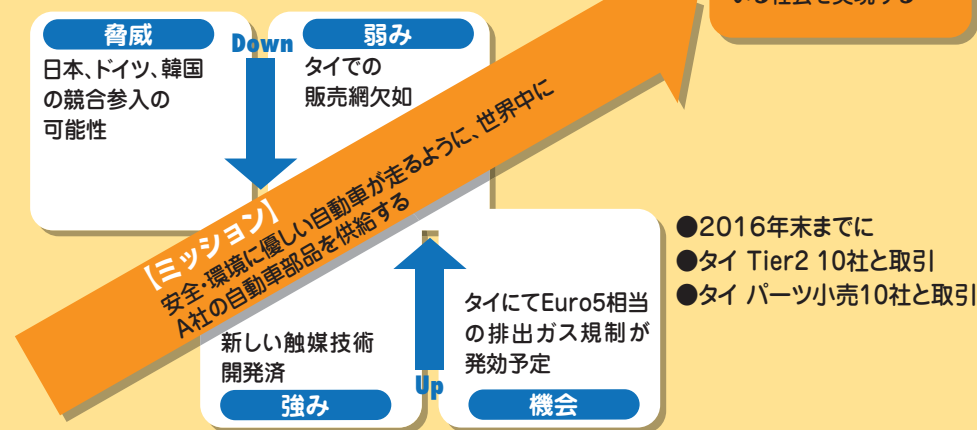 いる社会を実現する
脅威
Down
弱み
日本、ドイツ、韓国
の競合参入の
可能性
タイでの
販売網欠如
【ミッション】
安全・環境に優しい自動車が走るように、世界中に
A社の自動車部品を供給する
●2016年末までに
●タイ Tier2 10社と取引
●タイ パーツ小売10社と取引
新しい触媒技術
開発済
強み
Up
タイにてEuro5相当
の排出ガス規制が
発効予定
機会